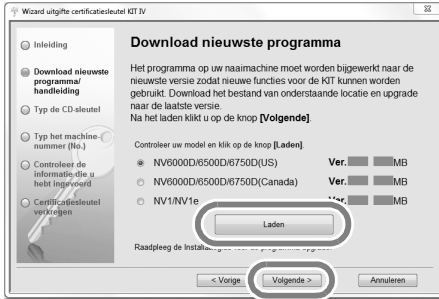 Wizard uitgifte certificatiesleutel KIT IV
Inleiding
Download nieuwste
programma/
handleiding
Typ de CD-sleutel
Typ het machine-
nummer (No.)
Controleer de
informatie die u
hebt ingevoerd
Certificatiesleutel
verkregen
Download nieuwste programma
Het programma op uw naaimachine moet worden bijgewerkt naar de
nieuwste versie zodat nieuwe functies voor de KIT kunnen worden
gebruikt. Download het bestand van onderstaande locatie en upgrade
naar de laatste versie.
Na het laden klikt u op de knop [Volgende].
Controleer uw model en klik op de knop [Laden].
NV6000D/6500D/6750D(US) Ver. MB
NV6000D/6500D/6750D(Canada) Ver. MB
NV1/NV1e Ver. MB
Laden
Raadpleeg de de programma
< Vorige
Volgende >
Annuleren